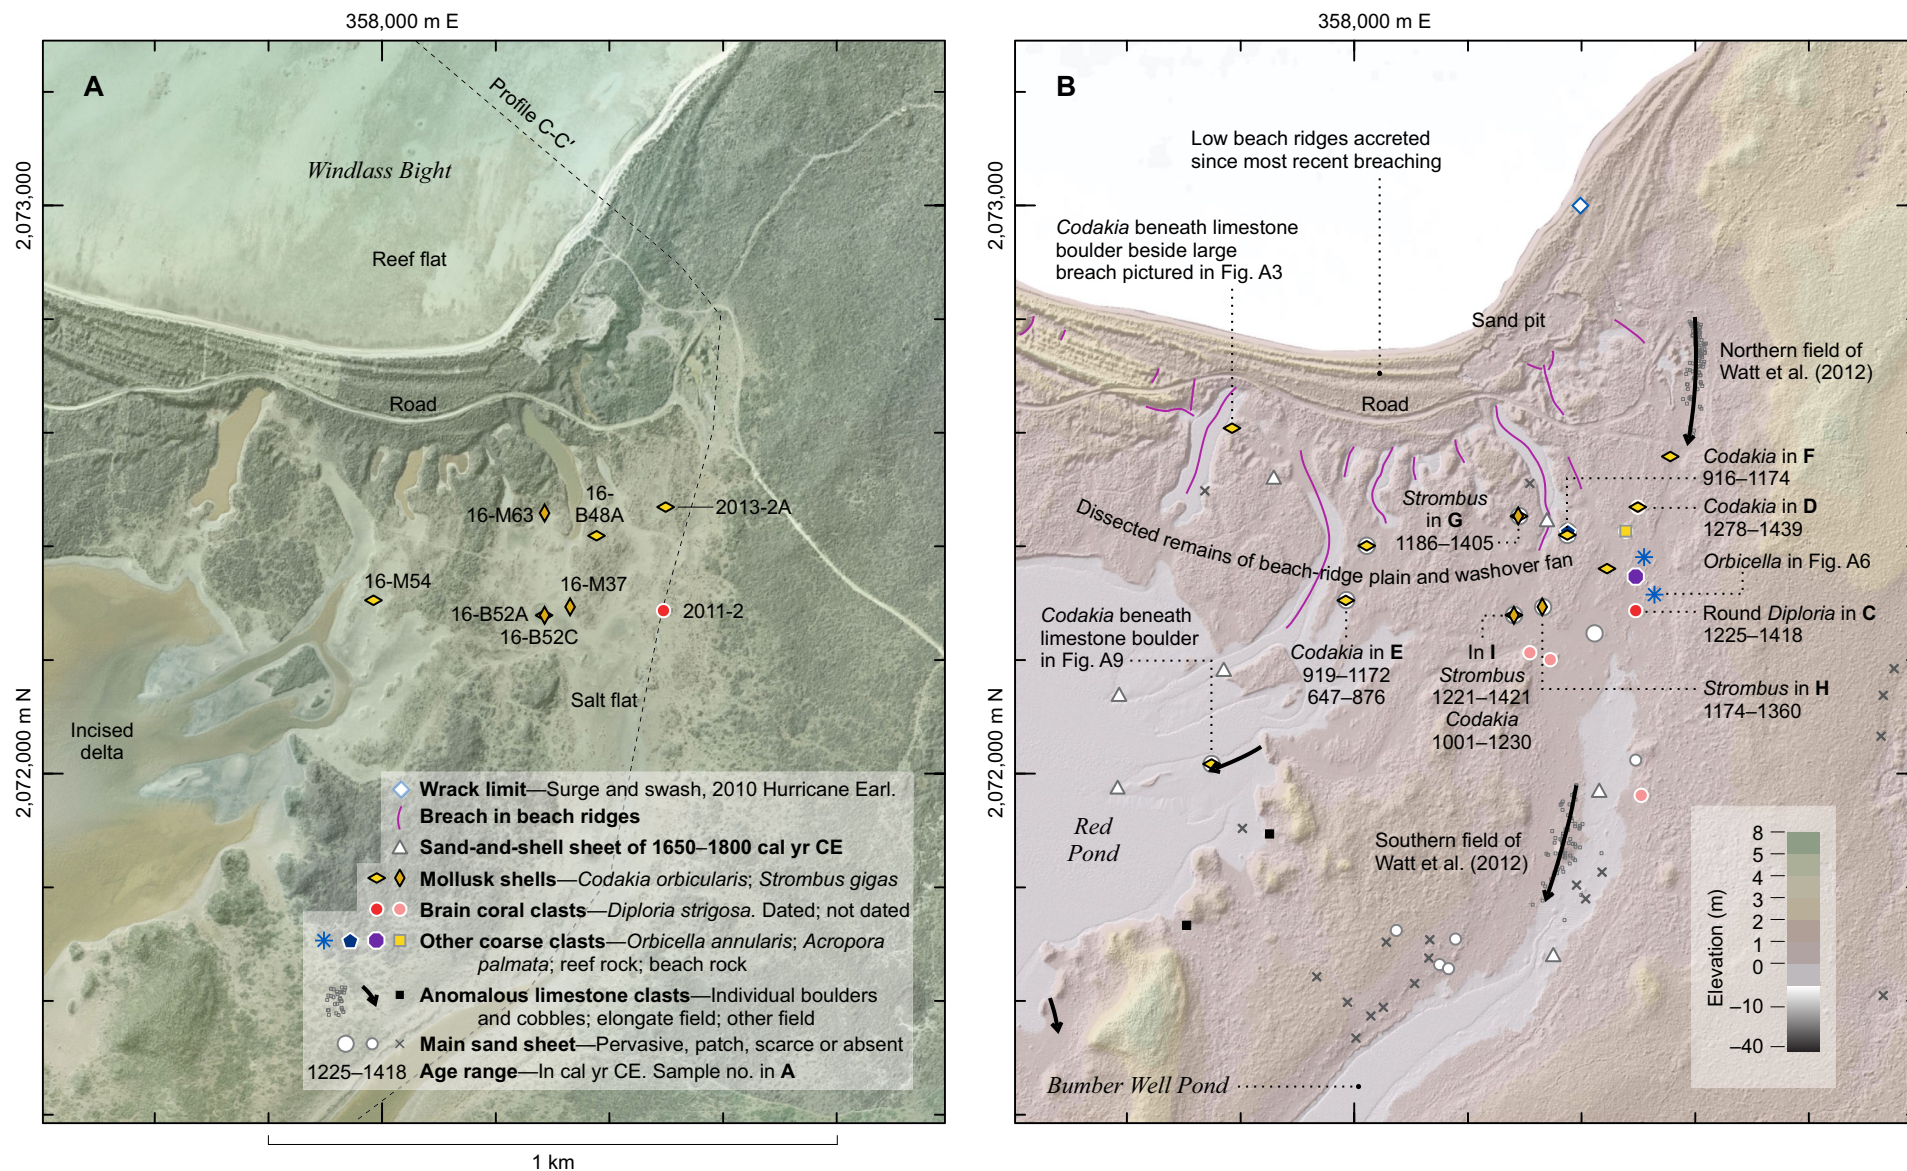 358,000 m E
358,000 m E
A
Profile C-C′
Windlass Bight
Reef flat
2,073,000
Road
16-M63
16-
B48A
2013-2A
16-M54
16-M37
16-B52A
16-B52C
2011-2
Salt flat
Incised
delta
2,072,000 m N
Wrack limit—Surge and swash, 2010 Hurricane Earl.
Breach in beach ridges
Sand-and-shell sheet of 1650–1800 cal yr CE
Mollusk shells—Codakia orbicularis; Strombus gigas
Brain coral clasts—Diploria strigosa. Dated; not dated
Other coarse clasts—Orbicella annularis; Acropora
palmata; reef rock; beach rock
Anomalous limestone clasts—Individual boulders
and cobbles; elongate field; other field
Main sand sheet—Pervasive, patch, scarce or absent
1225–1418 Age range—In cal yr CE. Sample no. in A
1 km
B
Low beach ridges accreted
since most recent breaching
2,073,000
Codakia beneath limestone
boulder beside large
breach pictured in Fig. A3
Sand pit
Northern field of
Watt et al. (2012)
Road
Codakia in F
916–1174
Strombus
in G
1186–1405
Codakia in D
1278–1439
Dissected remains of beach-ridge plain and washover fan
Orbicella in Fig. A6
Codakia beneath
limestone boulder
in Fig. A9
Round Diploria in C
1225–1418
Codakia in E
919–1172
647–876
In I
Strombus
1221–1421
Codakia
1001–1230
Strombus in H
1174–1360
2,072,000 m N
Red
Pond
Southern field of
Watt et al. (2012)
Elevation (m)
8
5
4
3
2
1
0
–10
–40
Bumber Well Pond